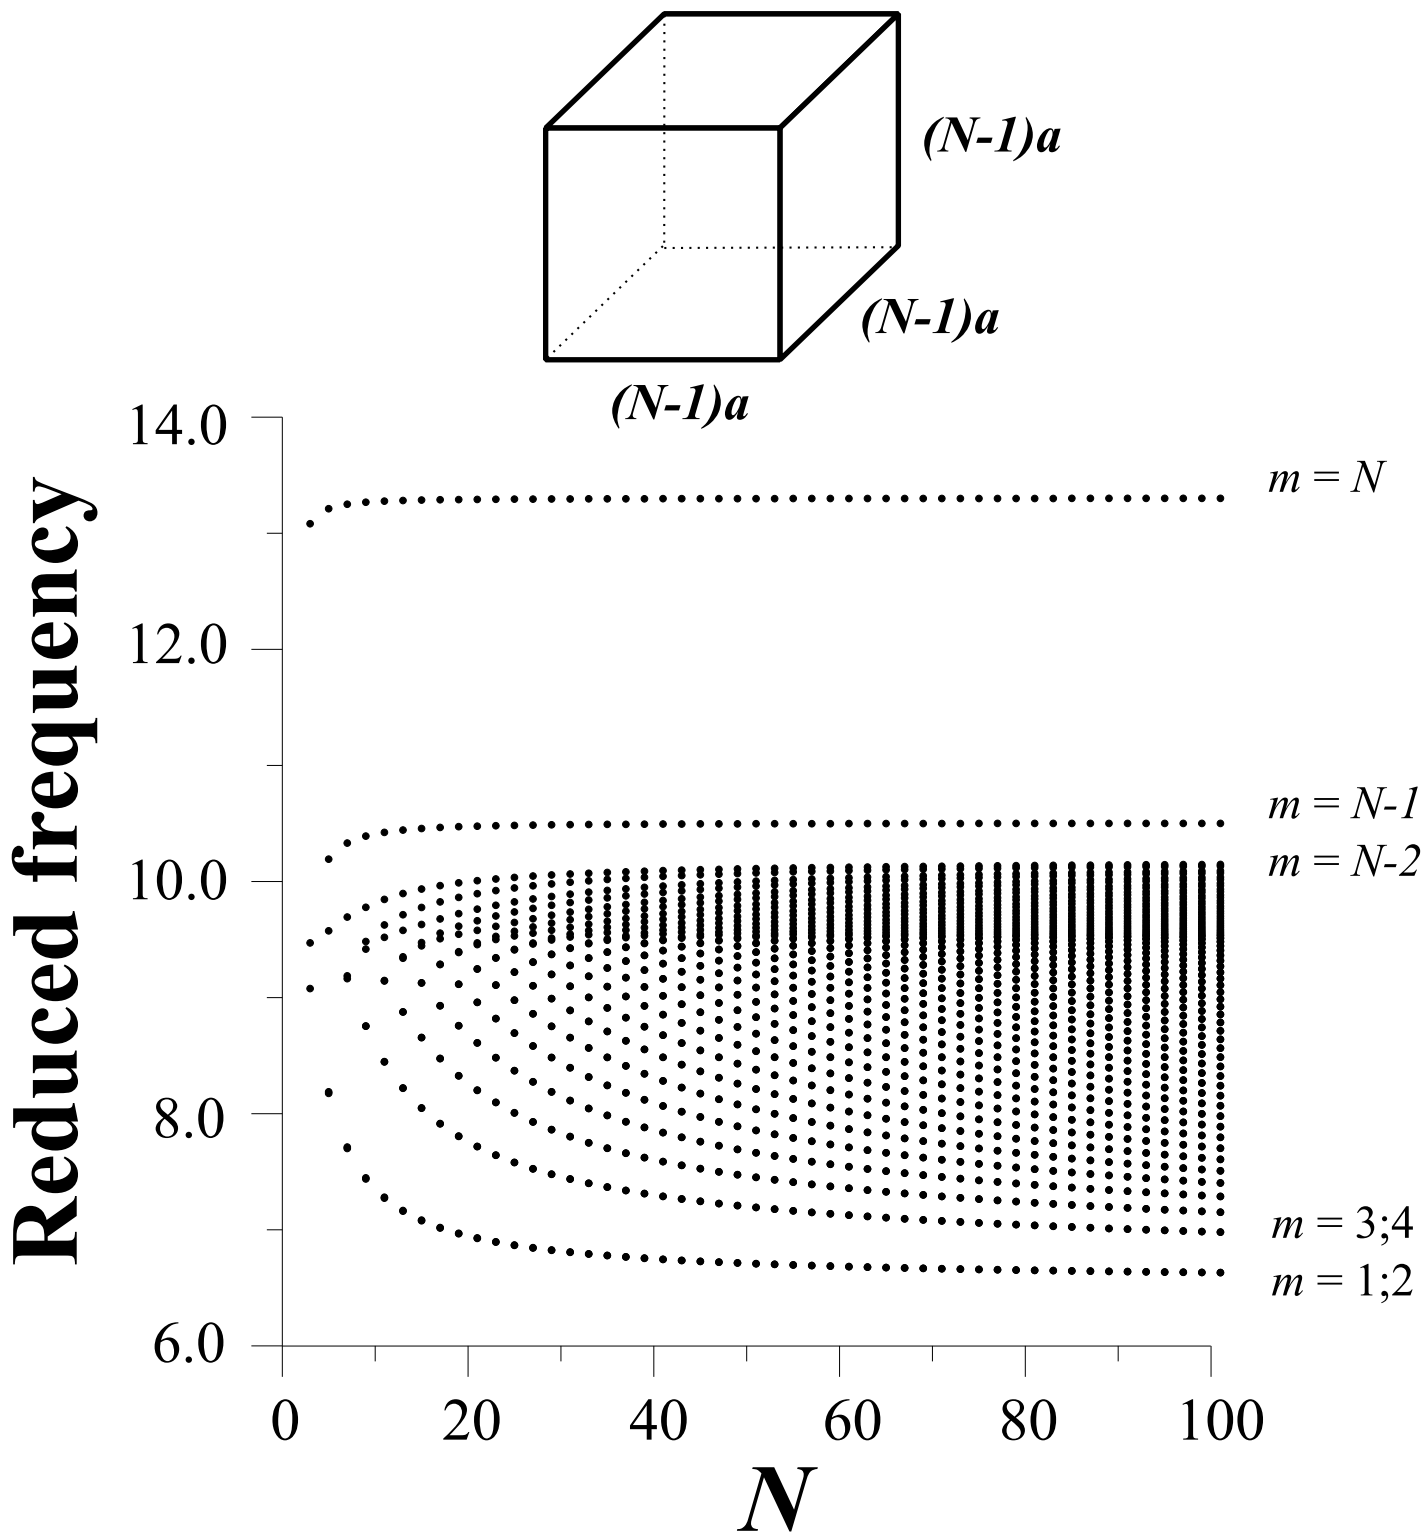 (N-1)a
(N-1)a
(N-1)a
14.0
m = N
12.0
m = N-1
m = N-2
10.0
8.0
m = 3;4
m = 1;2
6.0
0 20 40 60 80 100
N
Reduced frequency